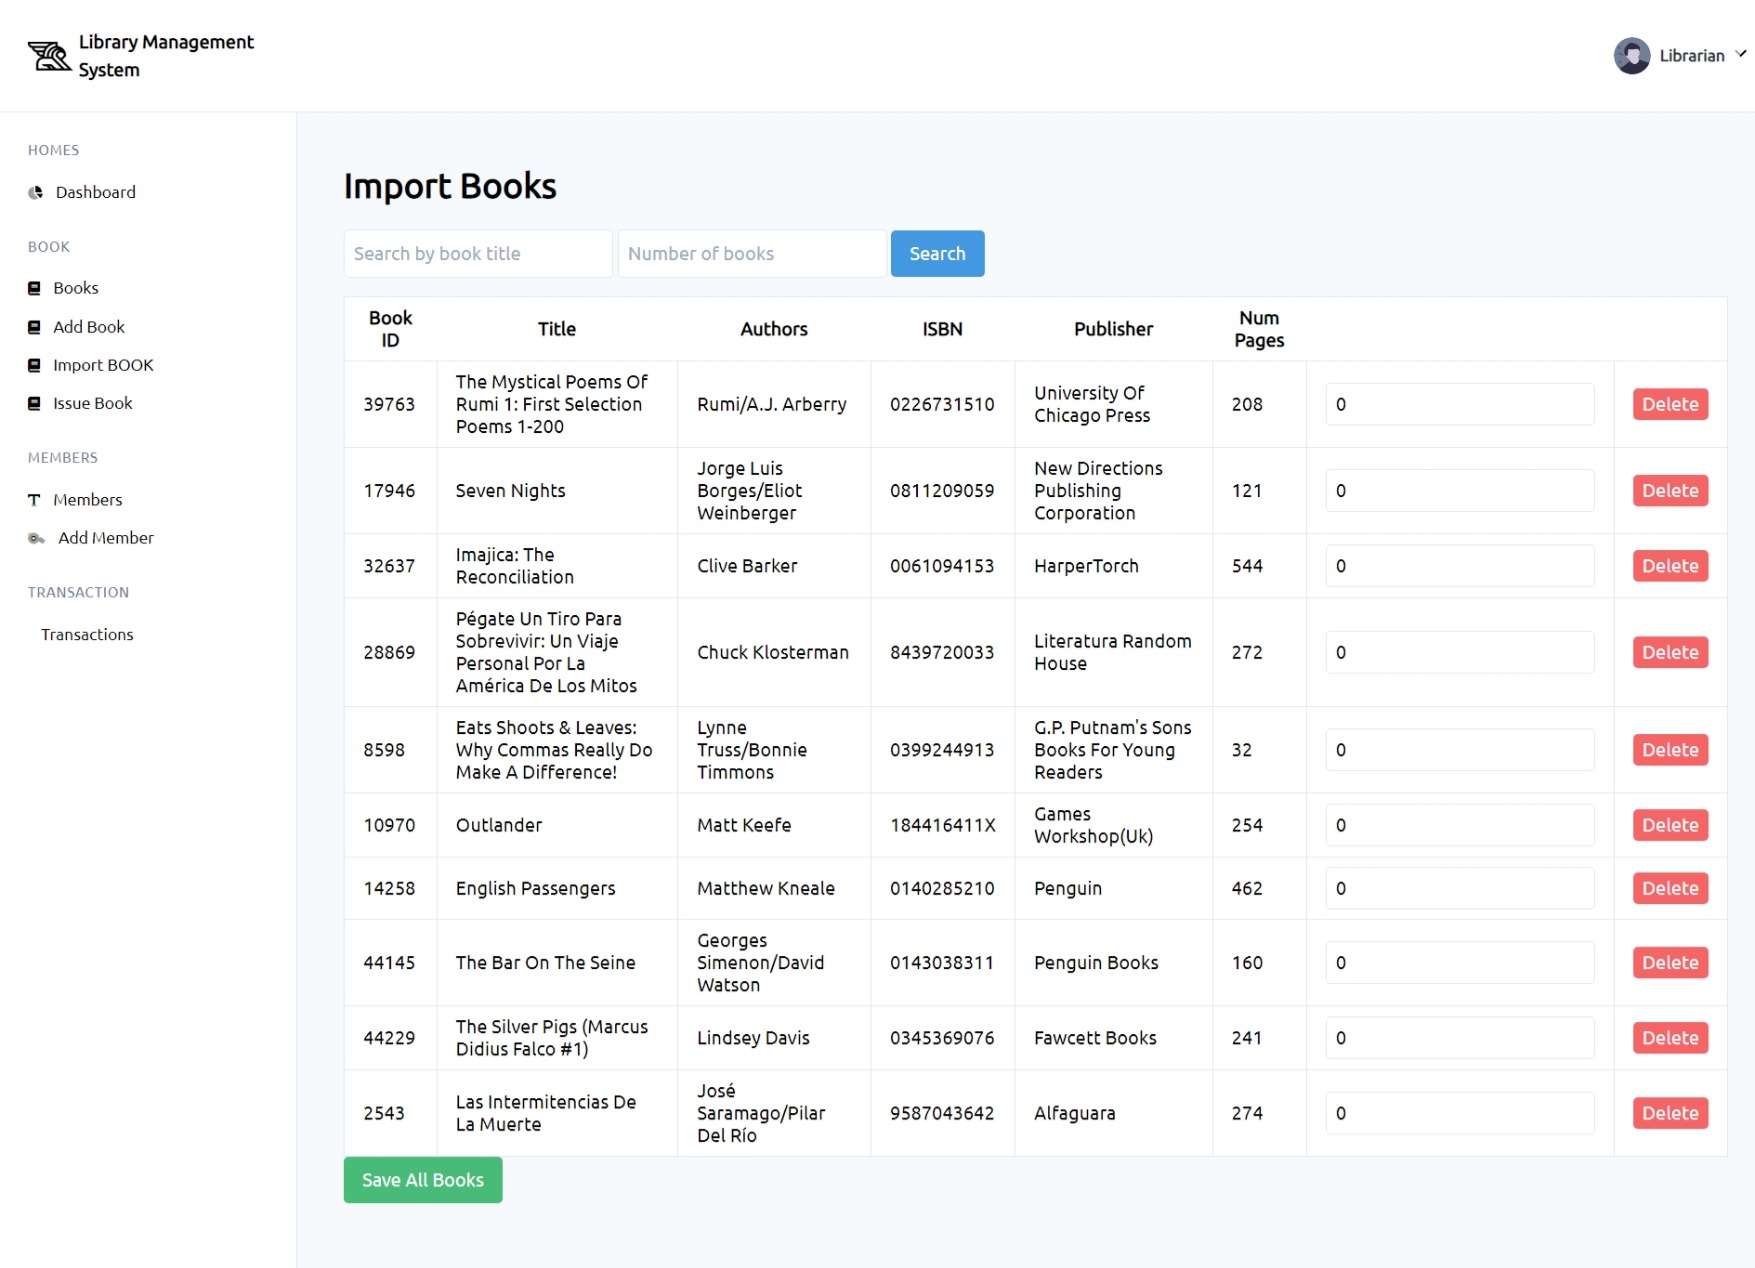 Library Management
System
Librarian
HOMES
Dashboard
BOOK
Books
Add Book
Import BOOK
Issue Book
MEMBERS
Members
Add Member
TRANSACTION
Transactions
Import Books
Search by book title
Number of books
Search
Book
ID
Title
Authors
ISBN
Publisher
Num
Pages
39763
The Mystical Poems Of
Rumi 1: First Selection
Poems 1-200
Rumi/A.J. Arberry
0226731510
University Of
Chicago Press
208
0
Delete
17946
Seven Nights
Jorge Luis
Borges/Eliot
Weinberger
0811209059
New Directions
Publishing
Corporation
121
0
Delete
32637
Imajica: The
Reconciliation
Clive Barker
0061094153
HarperTorch
544
0
Delete
28869
Pégate Un Tiro Para
Sobrevivir: Un Viaje
Personal Por La
América De Los Mitos
Chuck Klosterman
8439720033
Literatura Random
House
272
0
Delete
8598
Eats Shoots & Leaves:
Why Commas Really Do
Make A Difference!
Lynne
Truss/Bonnie
Timmons
0399244913
G.P. Putnam's Sons
Books For Young
Readers
32
0
Delete
10970
Outlander
Matt Keefe
184416411X
Games
Workshop(Uk)
254
0
Delete
14258
English Passengers
Matthew Kneale
0140285210
Penguin
462
0
Delete
44145
The Bar On The Seine
Georges
Simenon/David
Watson
0143038311
Penguin Books
160
0
Delete
44229
The Silver Pigs (Marcus
Didius Falco #1)
Lindsey Davis
0345369076
Fawcett Books
241
0
Delete
2543
Las Intermitencias De
La Muerte
José
Saramago/Pilar
Del Río
9587043642
Alfaguara
274
0
Delete
Save All Books